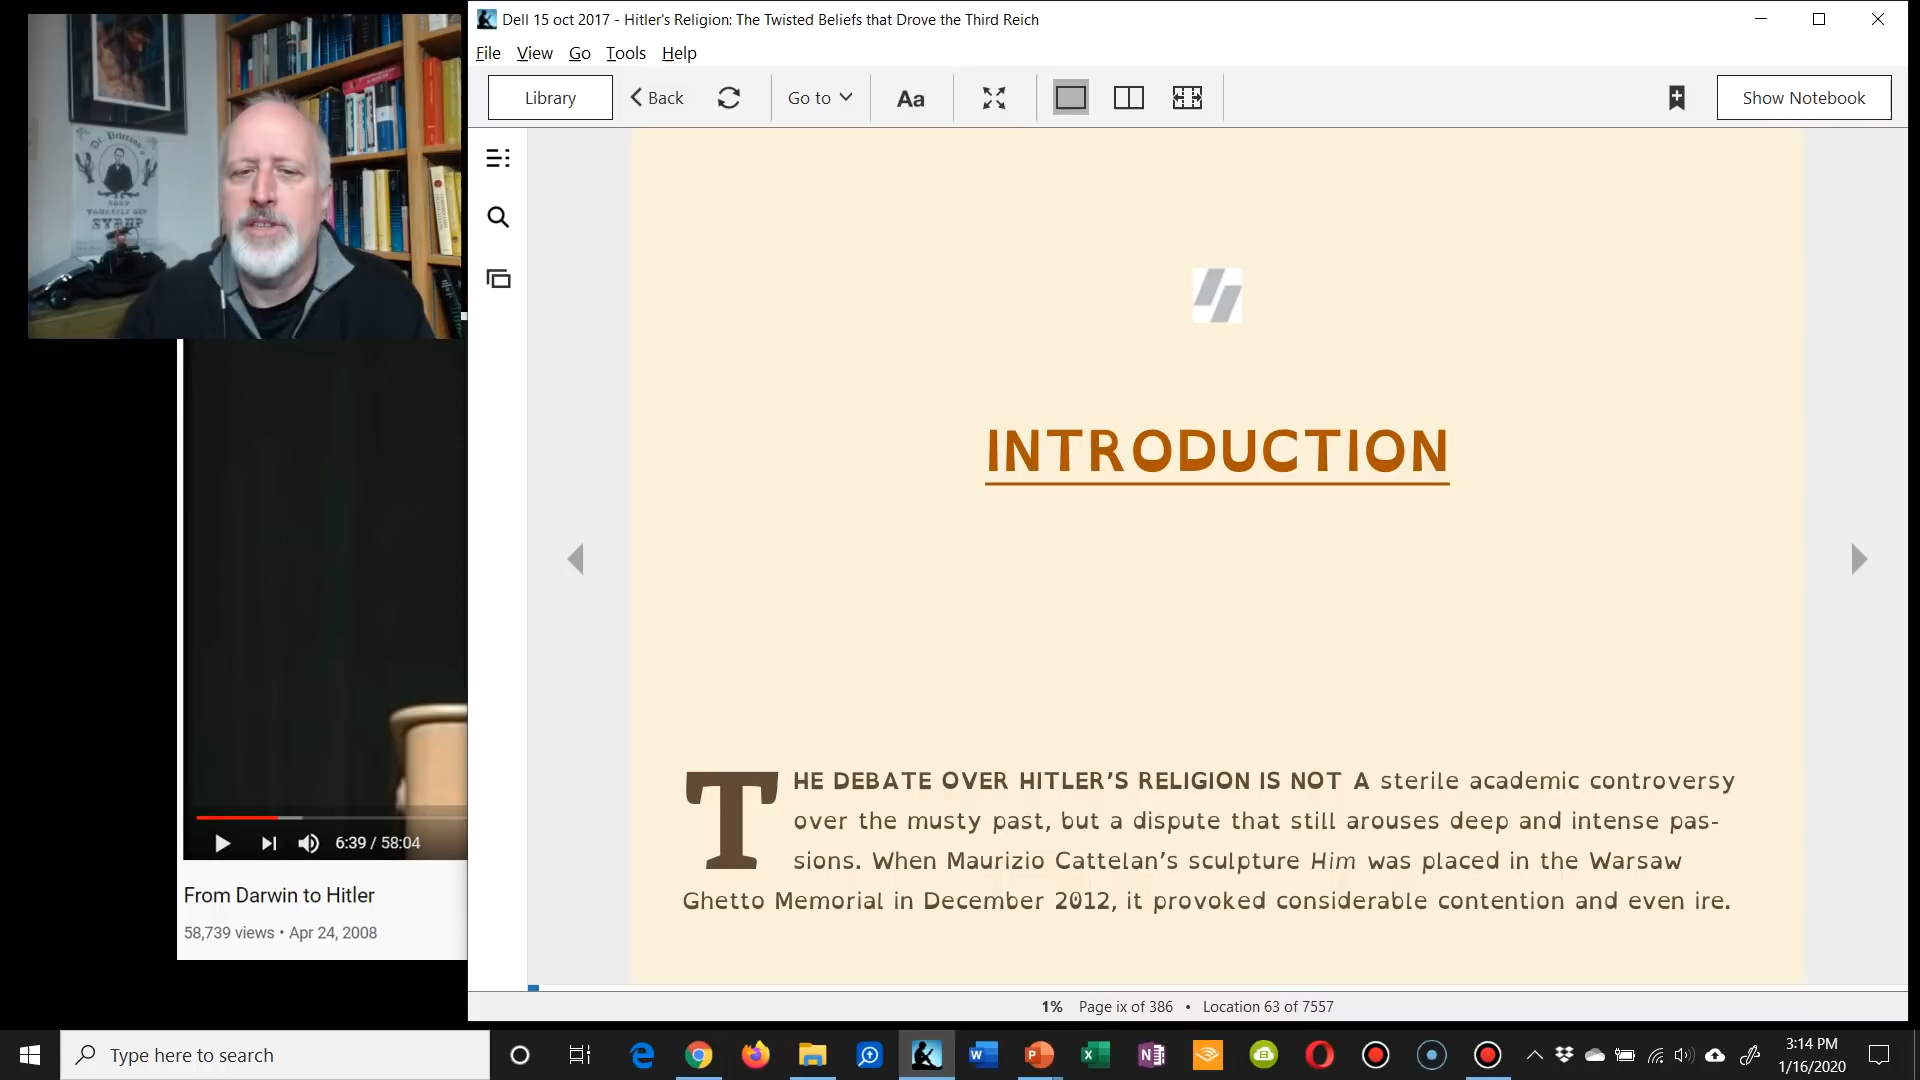 Dell 15 oct 2017 - Hitler's Religion: The Twisted Beliefs that Drove the Third Reich
File View Go Tools Help
Library
Back
Go to
Aa
Show Notebook
Dr. Peterson's
SYRUP
INTRODUCTION
THE DEBATE OVER HITLER'S RELIGION IS NOT A sterile academic controversy
over the musty past, but a dispute that still arouses deep and intense pas-
sions. When Maurizio Cattelan's sculpture Him was placed in the Warsaw
Ghetto Memorial in December 2012, it provoked considerable contention and even ire.
6:39 / 58:04
From Darwin to Hitler
58,739 views • Apr 24, 2008
1% Page ix of 386 • Location 63 of 7557
Type here to search
3:14 PM
1/16/2020